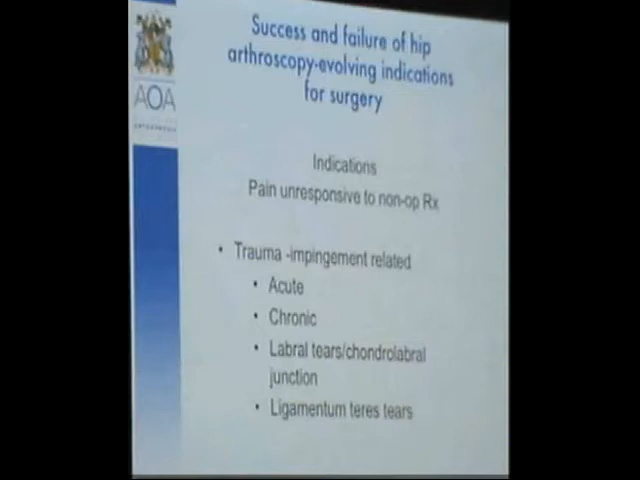 Success and failure of hip
arthroscopy-evolving indications
for surgery
AOA
Indications
Pain unresponsive to non-op Rx
• Trauma -impingement related
• Acute
• Chronic
• Labral tears/chondrolabral
junction
• Ligamentum teres tears